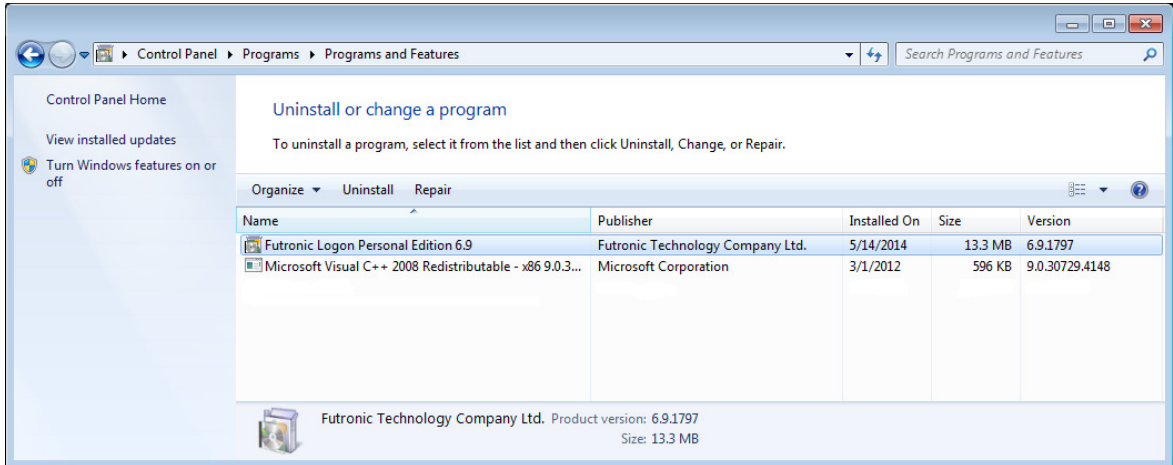 Control Panel Programs Programs and Features Search Programs and Features
Control Panel Home
View installed updates
Turn Windows features on or
off
Uninstall or change a program
To uninstall a program, select it from the list and then click Uninstall, Change, or Repair.
Organize Uninstall Repair
Name Publisher Installed On Size Version
Futronic Logon Personal Edition 6.9 Futronic Technology Company Ltd. 5/14/2014 13.3 MB 6.9.1797
Microsoft Visual C++ 2008 Redistributable - x86 9.0.3... Microsoft Corporation 3/1/2012 596 KB 9.0.30729.4148
Futronic Technology Company Ltd. Product version: 6.9.1797
Size: 13.3 MB